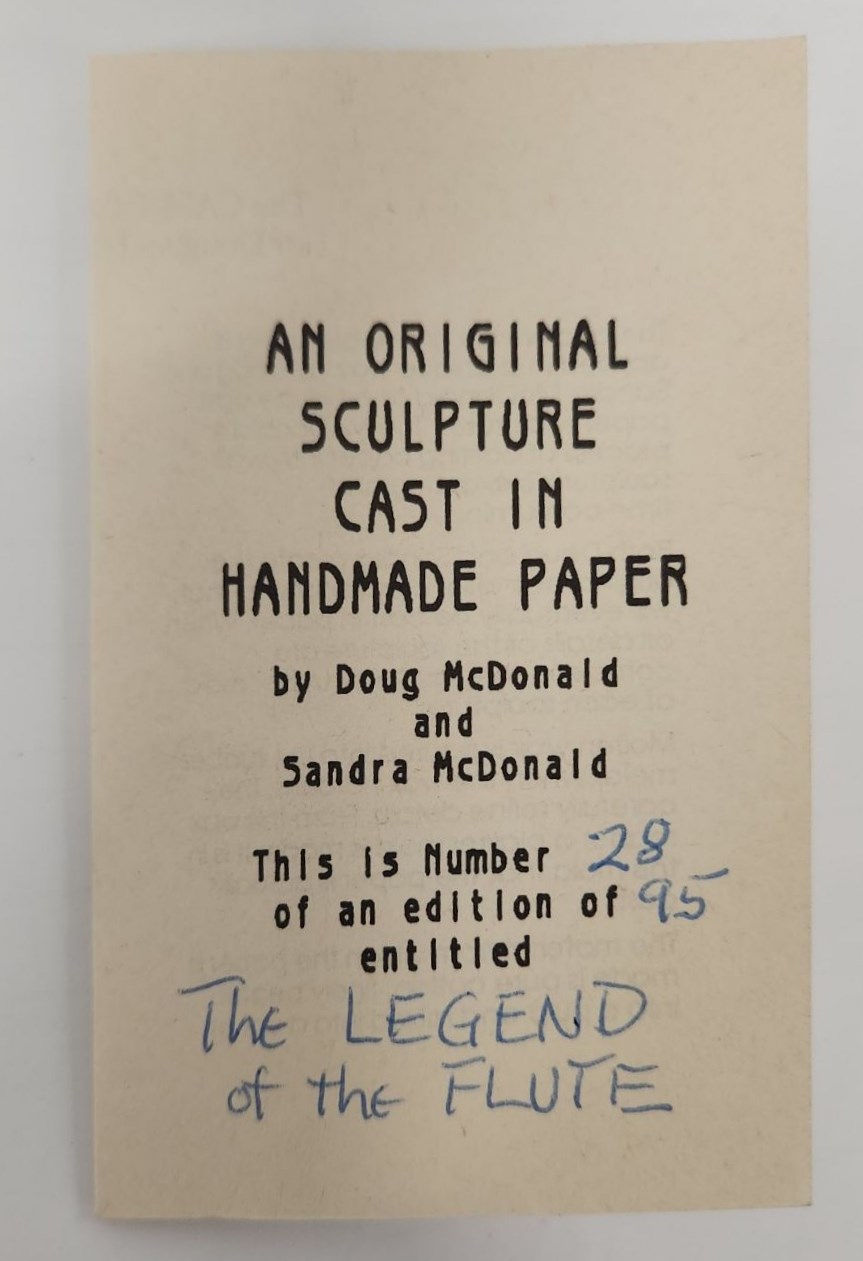 AN ORIGINAL
SCULPTURE
CAST IN
HANDMADE PAPER
by Doug McDonald
and
Sandra McDonald
This is Number 28
of an edition of 95
entitled
The LEGEND
of the FLUTE